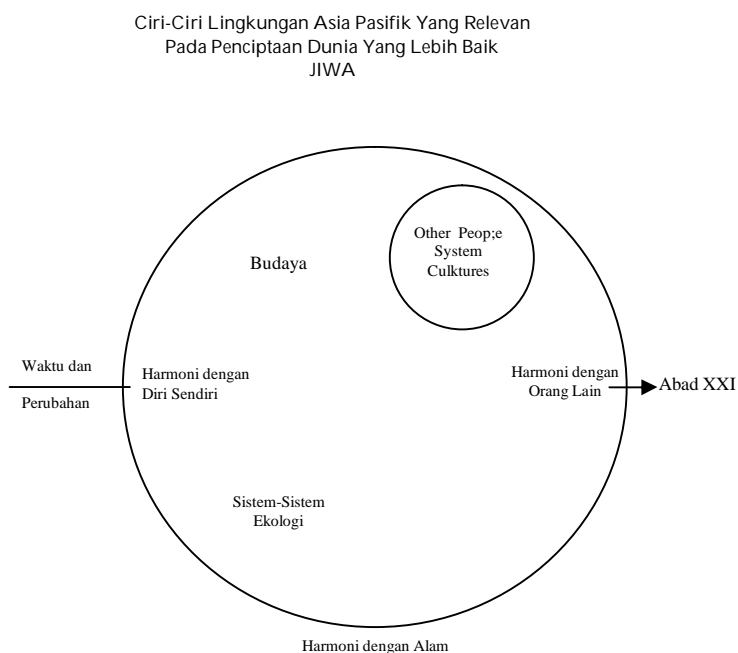 Ciri-Ciri Lingkungan Asia Pasifik Yang Relevan
Pada Penciptaan Dunia Yang Lebih Baik
JIWA
Other Peop;e
System
Culktures
Budaya
Waktu dan
Perubahan
Harmoni dengan
Diri Sendiri
Harmoni dengan
Orang Lain
Abad XXI
Sistem-Sistem
Ekologi
Harmoni dengan Alam